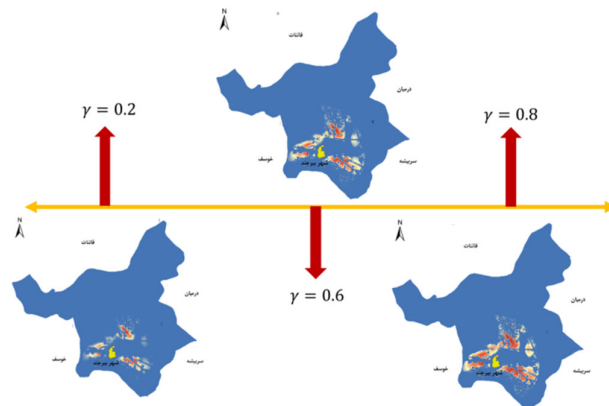 N
قائنات
درمیان
γ = 0.2
γ = 0.8
خوسف
شهر بیرجند
سربیشه
N
قائنات
درمیان
γ = 0.6
خوسف
شهر بیرجند
سربیشه
N
قائنات
درمیان
خوسف
شهر بیرجند
سربیشه